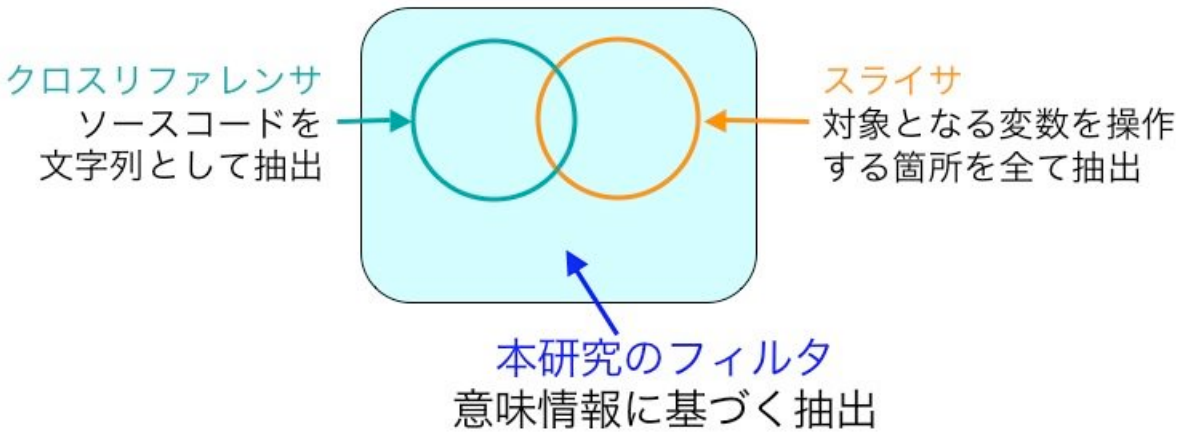 クロスリファレンサ
ソースコードを
文字列として抽出
スライサ
対象となる変数を操作
する箇所を全て抽出
本研究のフィルタ
意味情報に基づく抽出